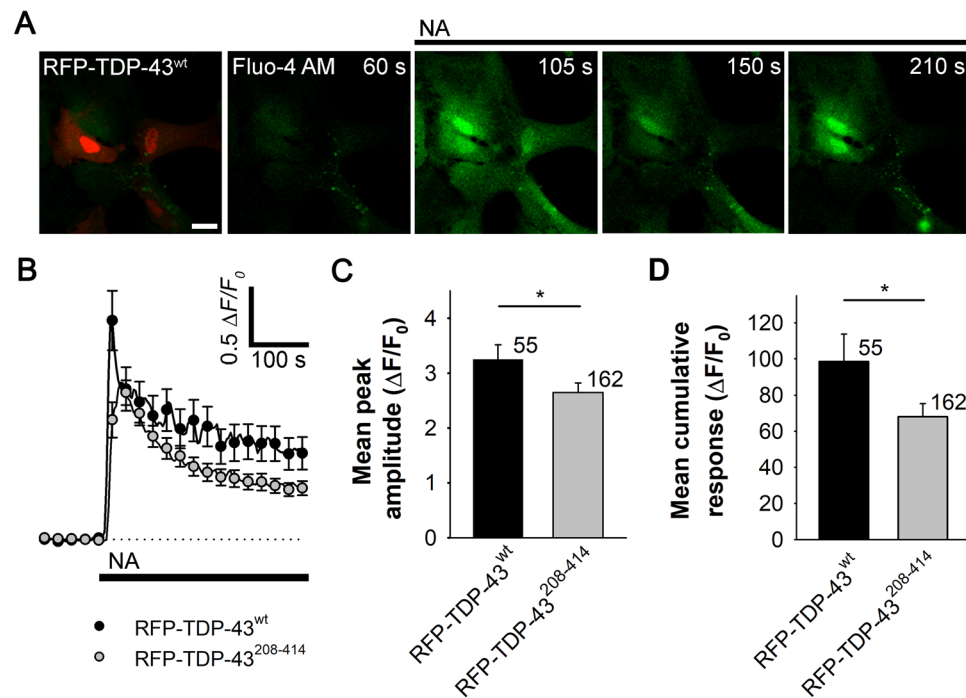 A
NA
RFP-TDP-43wt
Fluo-4 AM 60 s
105 s
150 s
210 s
B
0.5 ΔF/F0
100 s
NA
RFP-TDP-43wt
RFP-TDP-43208-414
C
Mean peak
amplitude (ΔF/F0)
4
3
2
1
0
*
55
162
RFP-TDP-43wt
RFP-TDP-43208-414
D
Mean cumulative
response (ΔF/F0)
120
100
80
60
40
20
0
*
55
162
RFP-TDP-43wt
RFP-TDP-43208-414